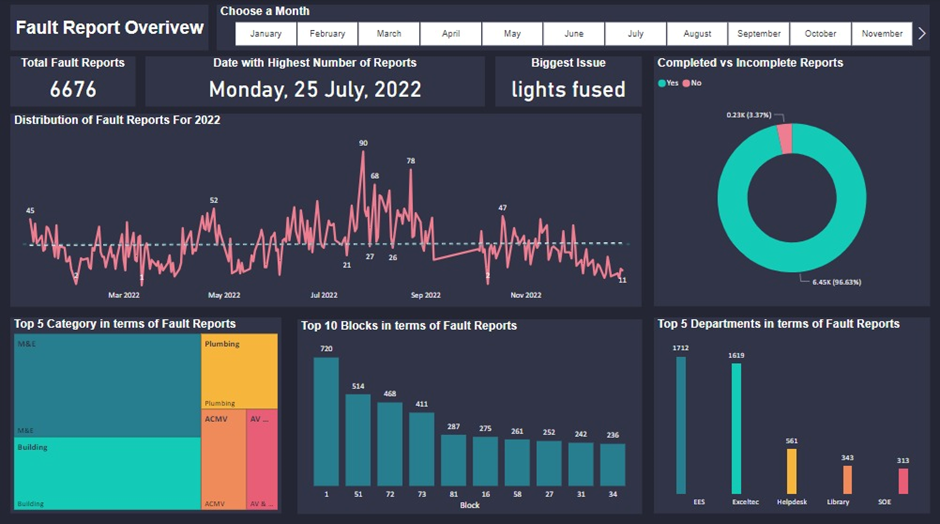 Fault Report Overivew
Choose a Month
January February March April May June July August September October November
Total Fault Reports
6676
Date with Highest Number of Reports
Monday, 25 July, 2022
Biggest Issue
lights fused
Completed vs Incomplete Reports
Yes No
0.23K (3.37%)
6.45K (96.63%)
Distribution of Fault Reports For 2022
90
78
68
52
45
47
27
26
21
2
1
2
11
Mar 2022 May 2022 Jul 2022 Sep 2022 Nov 2022
Top 5 Category in terms of Fault Reports
M&E
M&E
Building
Building
Plumbing
Plumbing
ACMV
ACMV
AV ...
AV & ...
Top 10 Blocks in terms of Fault Reports
720 514 468 411 287 275 261 252 242 236
1 51 72 73 81 16 58 27 31 34
Block
Top 5 Departments in terms of Fault Reports
1712 1619 561 343 313
EES Exceltec Helpdesk Library SOE